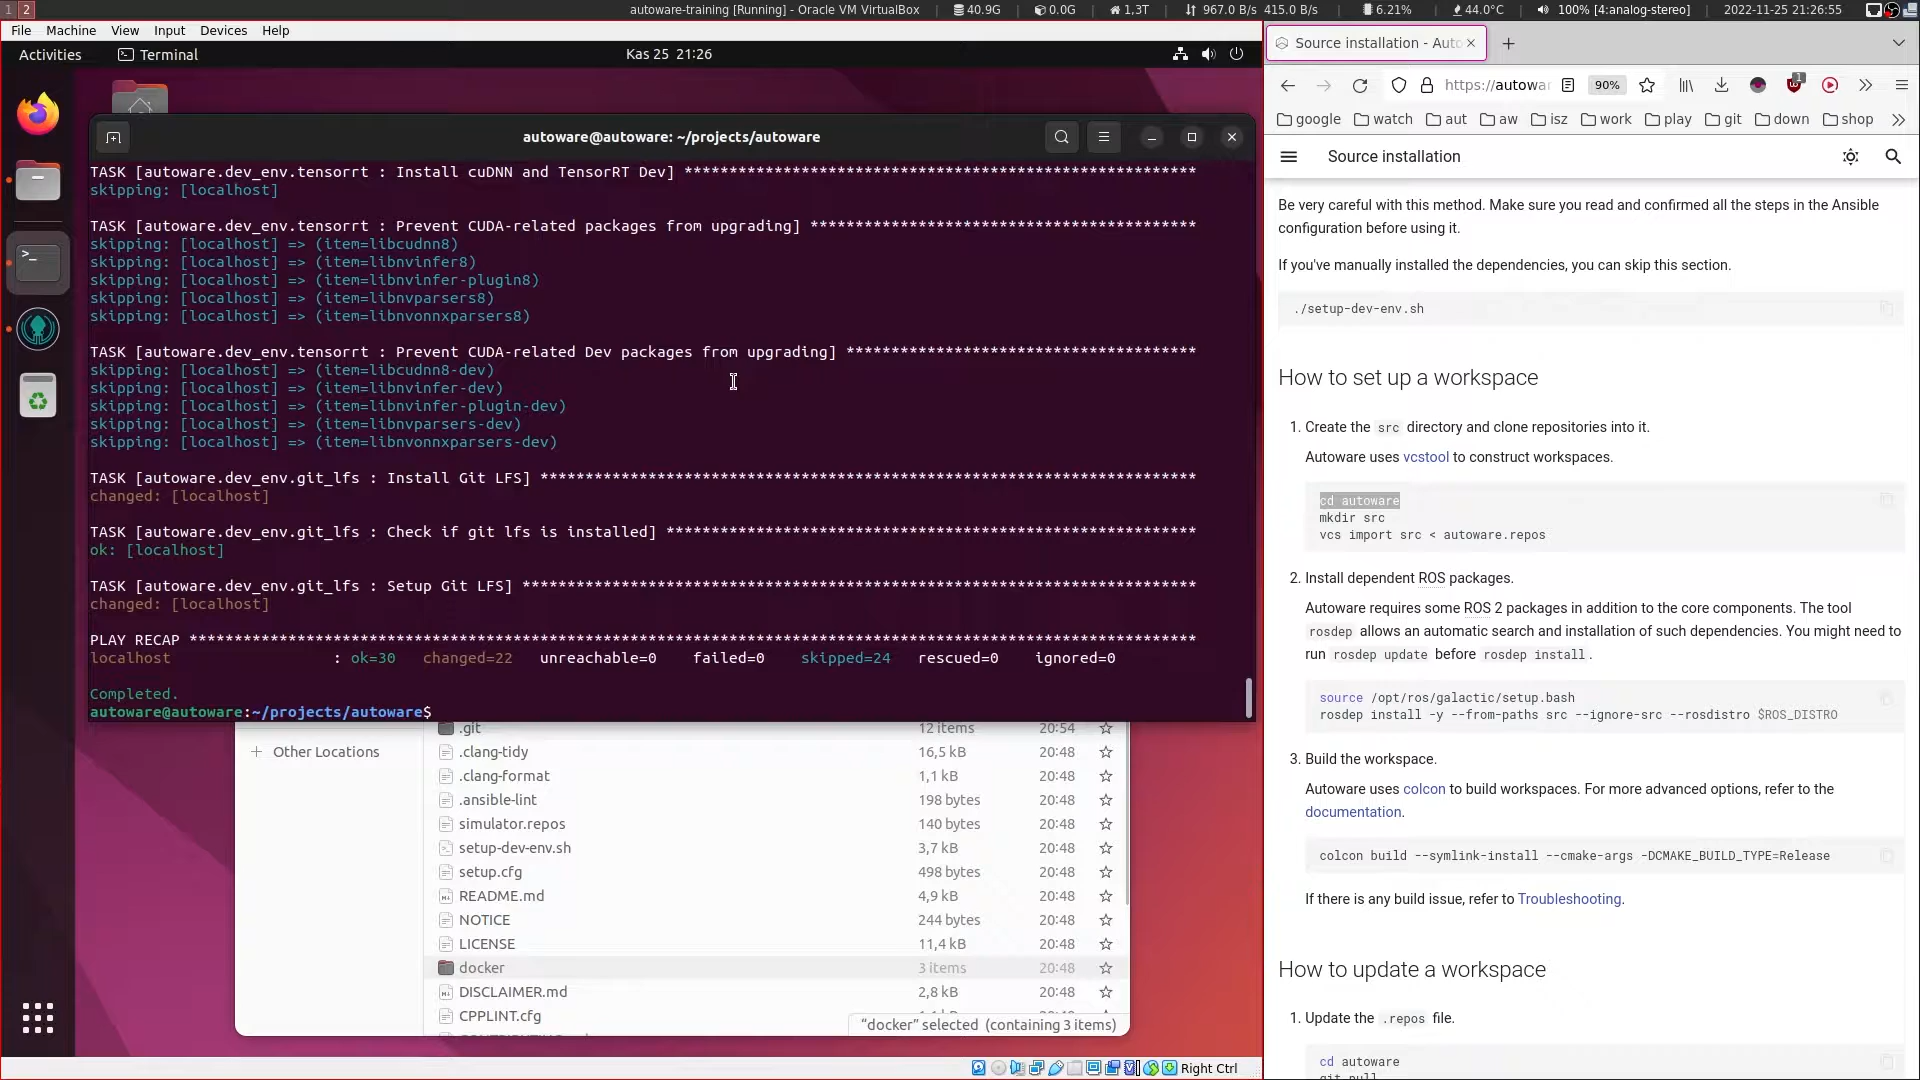 1 2 autoware-training [Running] - Oracle VM VirtualBox 40.9G 0.0G 1,3T 967.0 B/s 415.0 B/s 6.21% 44.0°C 100% [4:analog-stereo] 2022-11-25 21:26:55
File Machine View Input Devices Help
Activities Terminal Kas 25 21:26
autoware@autoware: ~/projects/autoware
TASK [autoware.dev_env.tensorrt : Install cuDNN and TensorRT Dev] *********************************************************
skipping: [localhost]
TASK [autoware.dev_env.tensorrt : Prevent CUDA-related packages from upgrading] *******************************************
skipping: [localhost] => (item=libcudnn8)
skipping: [localhost] => (item=libnvinfer8)
skipping: [localhost] => (item=libnvinfer-plugin8)
skipping: [localhost] => (item=libnvparsers8)
skipping: [localhost] => (item=libnvonnxparsers8)
TASK [autoware.dev_env.tensorrt : Prevent CUDA-related Dev packages from upgrading] ***************************************
skipping: [localhost] => (item=libcudnn8-dev)
skipping: [localhost] => (item=libnvinfer-dev)
skipping: [localhost] => (item=libnvinfer-plugin-dev)
skipping: [localhost] => (item=libnvparsers-dev)
skipping: [localhost] => (item=libnvonnxparsers-dev)
TASK [autoware.dev_env.git_lfs : Install Git LFS] *************************************************************************
changed: [localhost]
TASK [autoware.dev_env.git_lfs : Check if git lfs is installed] ***********************************************************
ok: [localhost]
TASK [autoware.dev_env.git_lfs : Setup Git LFS] ***************************************************************************
changed: [localhost]
PLAY RECAP ****************************************************************************************************************
localhost : ok=30 changed=22 unreachable=0 failed=0 skipped=24 rescued=0 ignored=0
Completed.
autoware@autoware:~/projects/autoware$
Other Locations
.git 12 items 20:54
.clang-tidy 16,5 kB 20:48
.clang-format 1,1 kB 20:48
.ansible-lint 198 bytes 20:48
simulator.repos 140 bytes 20:48
setup-dev-env.sh 3,7 kB 20:48
setup.cfg 498 bytes 20:48
README.md 4,9 kB 20:48
NOTICE 244 bytes 20:48
LICENSE 11,4 kB 20:48
docker 3 items 20:48
DISCLAIMER.md 2,8 kB 20:48
CPPLINT.cfg
“docker” selected (containing 3 items)
Right Ctrl
Source installation - Auto
https://autowar 90% 1
google watch aut aw isz work play git down shop
Source installation
Be very careful with this method. Make sure you read and confirmed all the steps in the Ansible
configuration before using it.
If you've manually installed the dependencies, you can skip this section.
./setup-dev-env.sh
How to set up a workspace
1. Create the src directory and clone repositories into it.
Autoware uses vcstool to construct workspaces.
cd autoware
mkdir src
vcs import src < autoware.repos
2. Install dependent ROS packages.
Autoware requires some ROS 2 packages in addition to the core components. The tool
rosdep allows an automatic search and installation of such dependencies. You might need to
run rosdep update before rosdep install.
source /opt/ros/galactic/setup.bash
rosdep install -y --from-paths src --ignore-src --rosdistro $ROS_DISTRO
3. Build the workspace.
Autoware uses colcon to build workspaces. For more advanced options, refer to the
documentation.
colcon build --symlink-install --cmake-args -DCMAKE_BUILD_TYPE=Release
If there is any build issue, refer to Troubleshooting.
How to update a workspace
1. Update the .repos file.
cd autoware
git pull